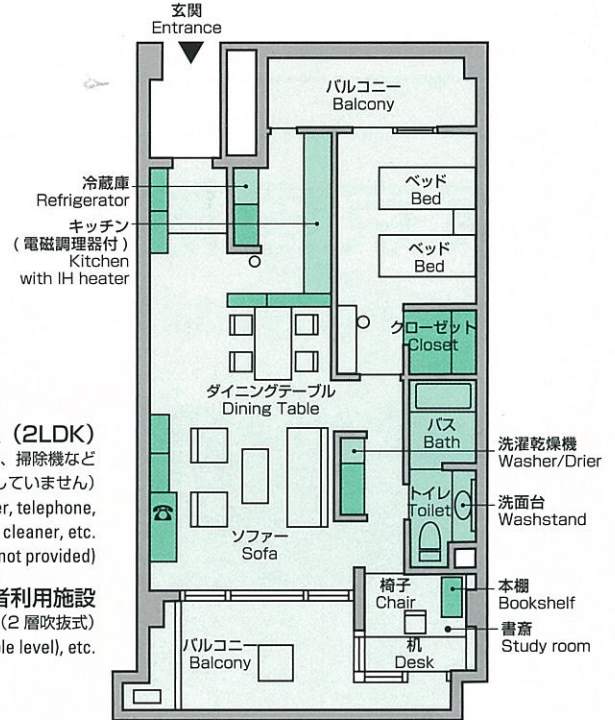 玄関
Entrance
バルコニー
Balcony
冷蔵庫
Refrigerator
キッチン
(電磁調理器付)
Kitchen
with IH heater
ベッド
Bed
ベッド
Bed
クローゼット
Closet
ダイニングテーブル
Dining Table
バス
Bath
洗濯乾燥機
Washer/Drier
トイレ
Toilet
洗面台
Washstand
ソファー
Sofa
(2LDK)
、掃除機など
していません)
er, telephone,
cleaner, etc.
not provided)
者利用施設
(2層吹抜式)
ole level), etc.
椅子
Chair
本棚
Bookshelf
書斎
Study room
机
Desk
バルコニー
Balcony